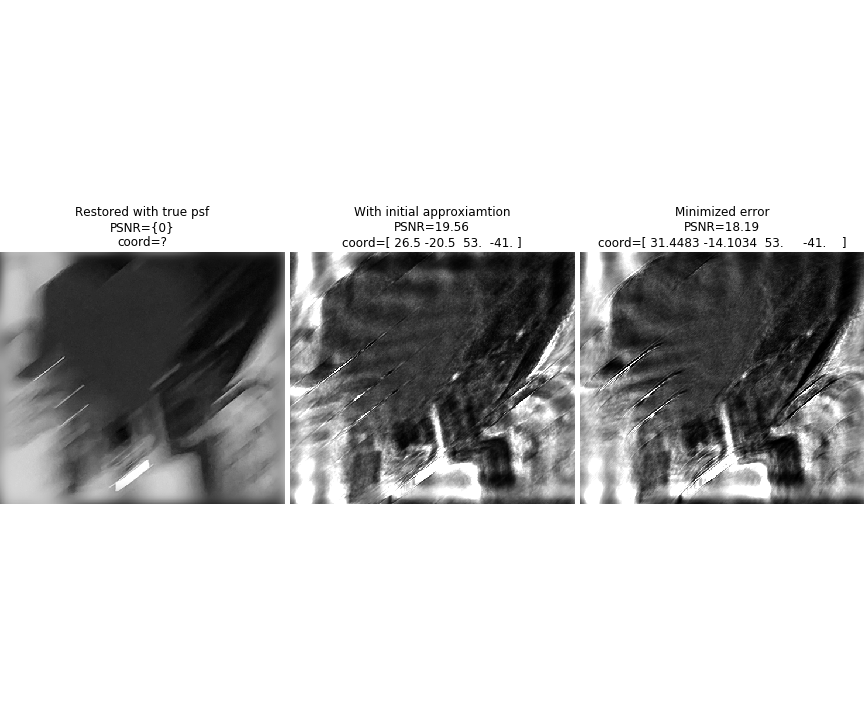 Restored with true psf
PSNR={0}
coord=?
With initial approxiamtion
PSNR=19.56
coord=[ 26.5 -20.5  53.  -41. ]
Minimized error
PSNR=18.19
coord=[ 31.4483 -14.1034  53.     -41.    ]